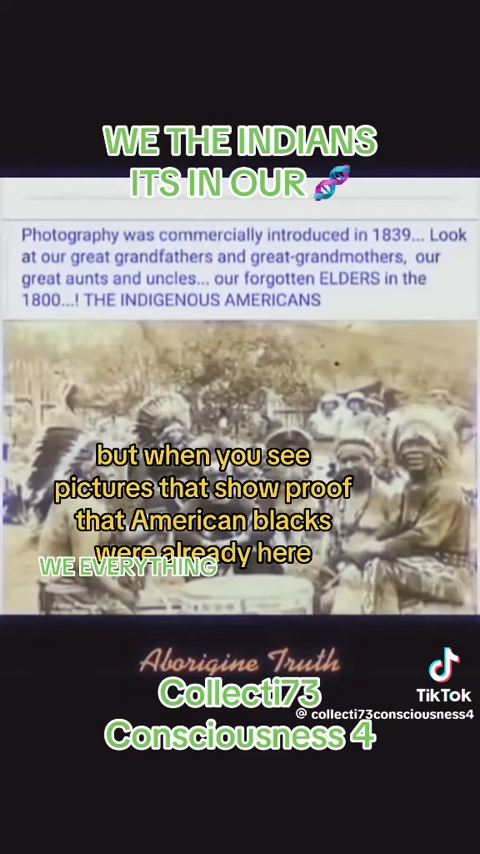 WE THE INDIANS
ITS IN OUR 🧬
Photography was commercially introduced in 1839... Look
at our great grandfathers and great-grandmothers, our
great aunts and uncles... our forgotten ELDERS in the
1800...! THE INDIGENOUS AMERICANS
but when you see
pictures that show proof
that American blacks
were already here
WE EVERYTHING
Aborigine Truth
Collecti73
Consciousness 4
TikTok
@ collecti73consciousness4